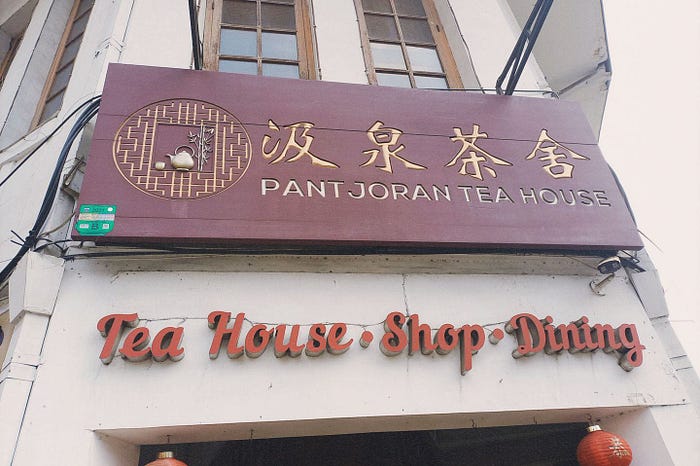 汲泉茶舍
PANTJORAN TEA HOUSE
Tea House · Shop · Dining